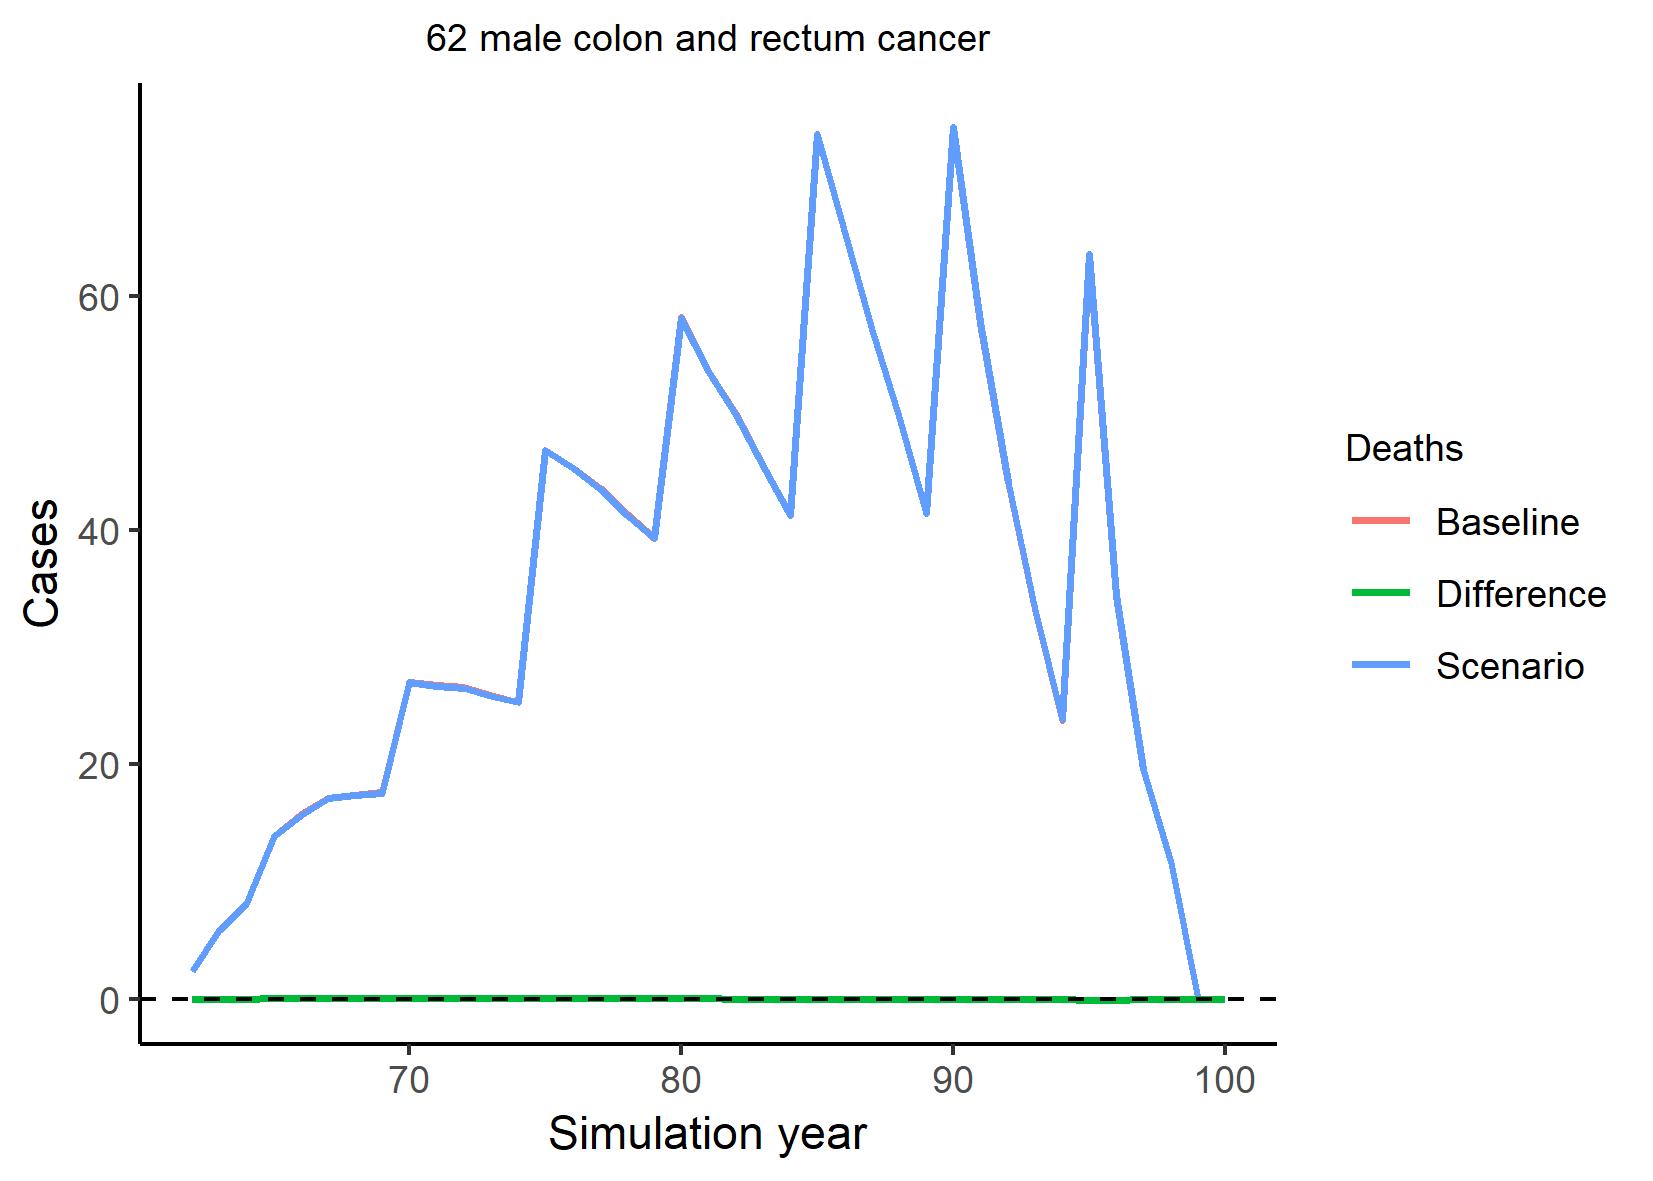 62 male colon and rectum cancer
Cases
60
40
20
0
70
80
90
100
Simulation year
Deaths
Baseline
Difference
Scenario